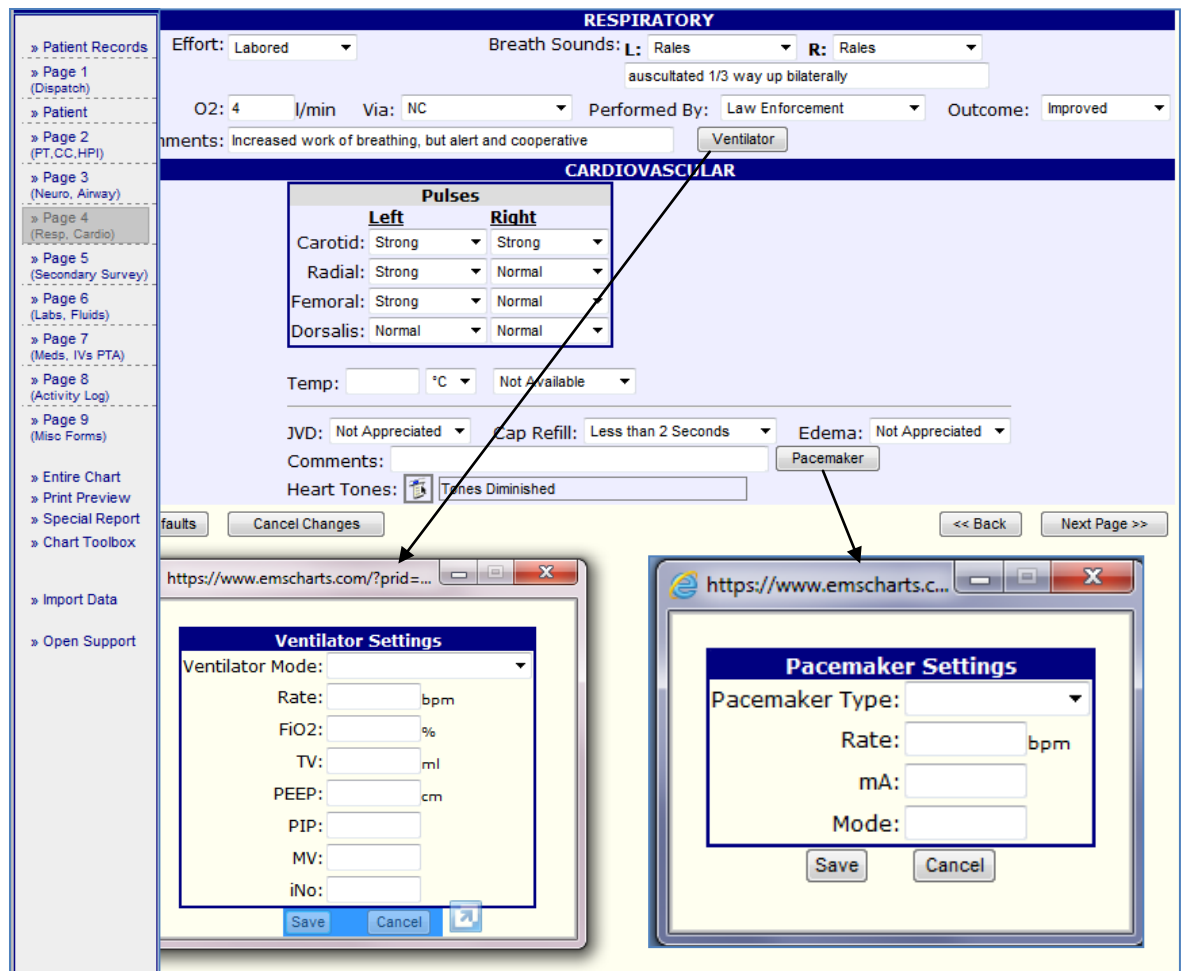 » Patient Records
» Page 1
(Dispatch)
» Patient
» Page 2
(PT,CC,HPI)
» Page 3
(Neuro, Airway)
» Page 4
(Resp, Cardio)
» Page 5
(Secondary Survey)
» Page 6
(Labs, Fluids)
» Page 7
(Meds, IVs PTA)
» Page 8
(Activity Log)
» Page 9
(Misc Forms)
» Entire Chart
» Print Preview
» Special Report
» Chart Toolbox
» Import Data
» Open Support
RESPIRATORY
Effort: Labored Breath Sounds: L: Rales R: Rales
auscultated 1/3 way up bilaterally
O2: 4 l/min Via: NC Performed By: Law Enforcement Outcome: Improved
mments: Increased work of breathing, but alert and cooperative Ventilator
CARDIOVASCULAR
Pulses
Left Right
Carotid: Strong Strong
Radial: Strong Normal
Femoral: Strong Normal
Dorsalis: Normal Normal
Temp: °C Not Available
JVD: Not Appreciated Cap Refill: Less than 2 Seconds Edema: Not Appreciated
Comments: Pacemaker
Heart Tones: Tones Diminished
faults Cancel Changes << Back Next Page >>
https://www.emscharts.com/?prid=...
Ventilator Settings
Ventilator Mode:
Rate: bpm
FiO2: %
TV: ml
PEEP: cm
PIP:
MV:
iNo:
Save Cancel
https://www.emscharts.c...
Pacemaker Settings
Pacemaker Type:
Rate: bpm
mA:
Mode:
Save Cancel